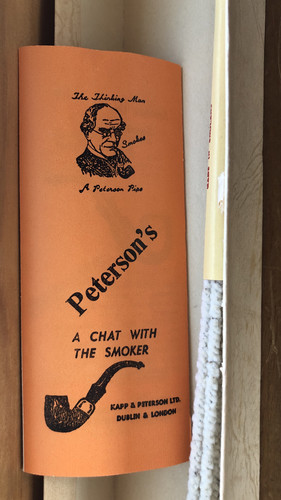 The Thinking Man
Smokes
A Peterson Pipe
Peterson's
A CHAT WITH
THE SMOKER
KAPP & PETERSON LTD.
DUBLIN & LONDON